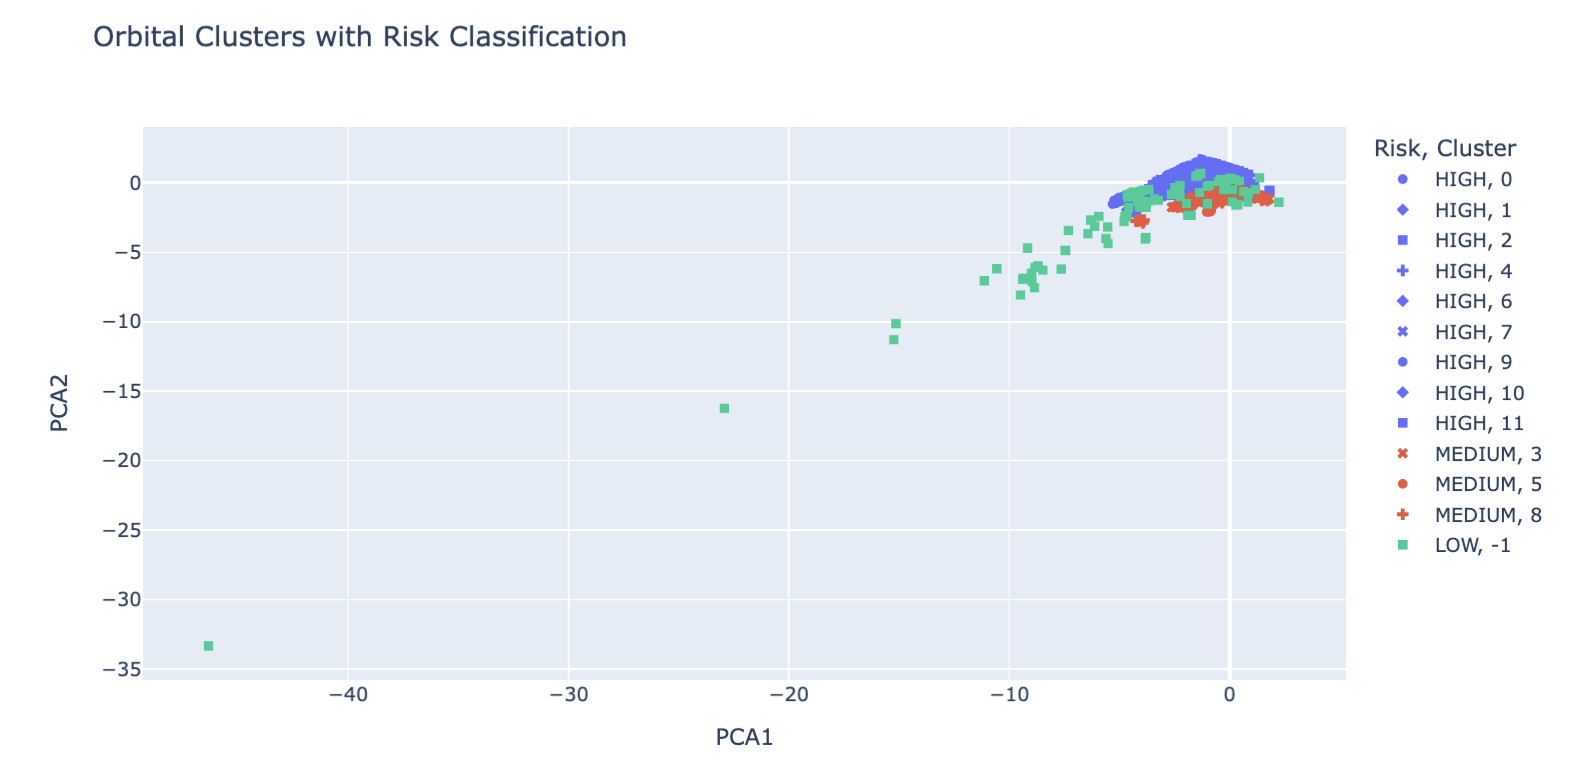 Orbital Clusters with Risk Classification
Risk, Cluster
HIGH, 0
HIGH, 1
HIGH, 2
HIGH, 4
HIGH, 6
HIGH, 7
HIGH, 9
HIGH, 10
HIGH, 11
MEDIUM, 3
MEDIUM, 5
MEDIUM, 8
LOW, -1
PCA2
0
−5
−10
−15
−20
−25
−30
−35
−40
−30
−20
−10
0
PCA1